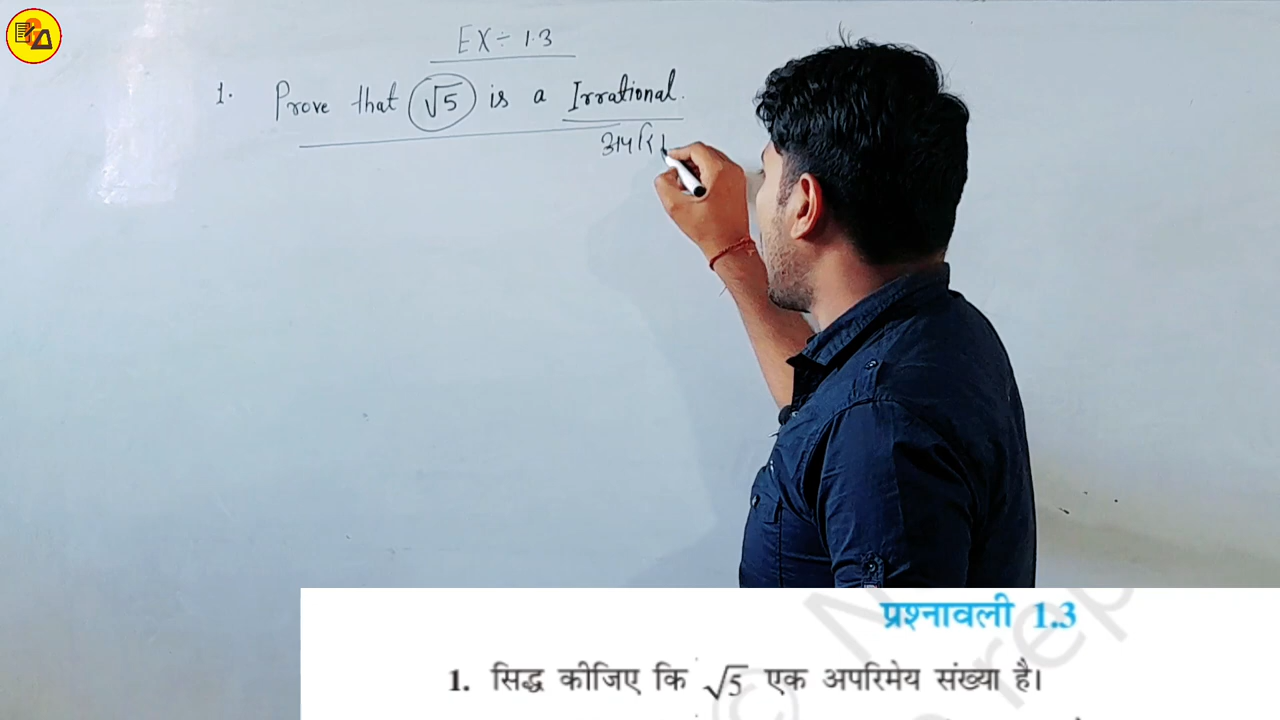 EX÷ 1.3
1. Prove that √5 is a Irrational.
अपरि
प्रश्नावली 1.3
1. सिद्ध कीजिए कि √5 एक अपरिमेय संख्या है।